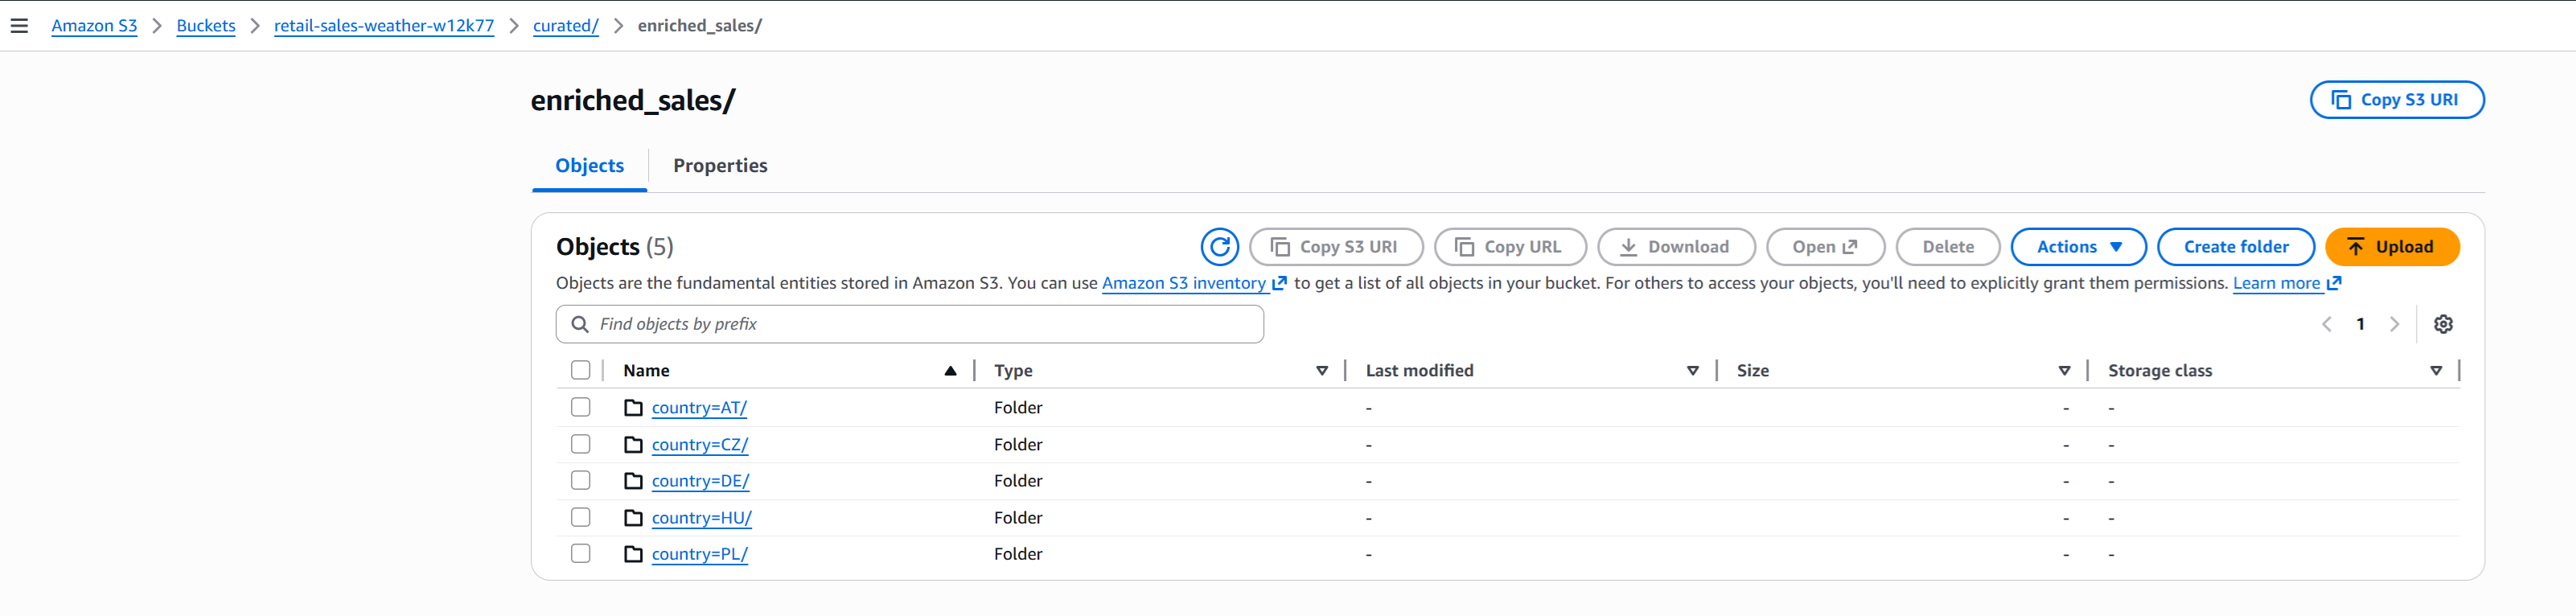 Amazon S3 > Buckets > retail-sales-weather-w12k77 > curated/ > enriched_sales/
enriched_sales/
Copy S3 URI
Objects
Properties
Objects (5)
Copy S3 URI
Copy URL
Download
Open
Delete
Actions
Create folder
Upload
Objects are the fundamental entities stored in Amazon S3. You can use Amazon S3 inventory to get a list of all objects in your bucket. For others to access your objects, you'll need to explicitly grant them permissions. Learn more
Find objects by prefix
1
Name Type Last modified Size Storage class
country=AT/ Folder - - -
country=CZ/ Folder - - -
country=DE/ Folder - - -
country=HU/ Folder - - -
country=PL/ Folder - - -